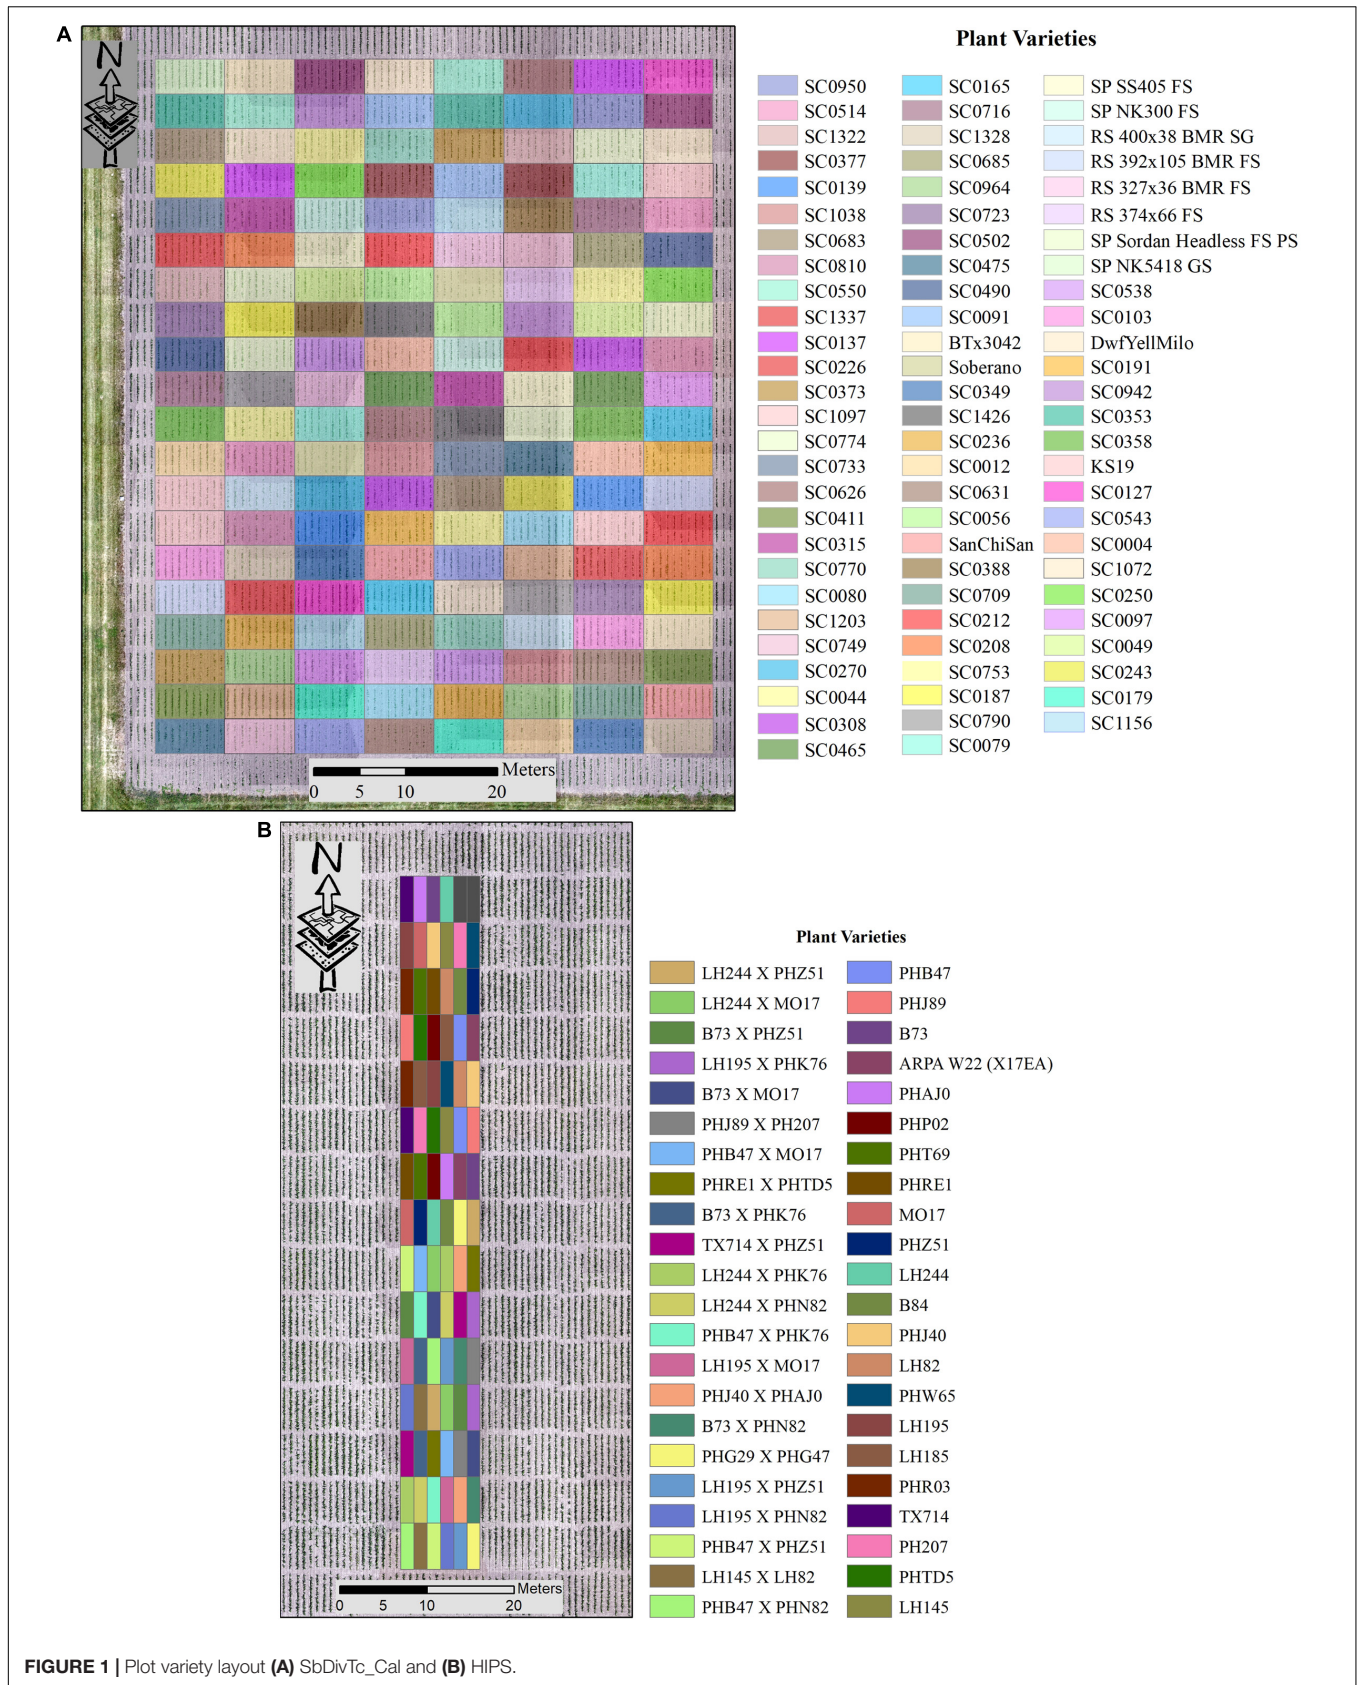 A
N
Plant Varieties
SC0950
SC0514
SC1322
SC0377
SC0139
SC1038
SC0683
SC0810
SC0550
SC1337
SC0137
SC0226
SC0373
SC1097
SC0774
SC0733
SC0626
SC0411
SC0315
SC0770
SC0080
SC1203
SC0749
SC0270
SC0044
SC0308
SC0465
SC0165
SC0716
SC1328
SC0685
SC0964
SC0723
SC0502
SC0475
SC0490
SC0091
BTx3042
Soberano
SC0349
SC1426
SC0236
SC0012
SC0631
SC0056
SanChiSan
SC0388
SC0709
SC0212
SC0208
SC0753
SC0187
SC0790
SC0079
SP SS405 FS
SP NK300 FS
RS 400x38 BMR SG
RS 392x105 BMR FS
RS 327x36 BMR FS
RS 374x66 FS
SP Sordan Headless FS PS
SP NK5418 GS
SC0538
SC0103
DwfYellMilo
SC0191
SC0942
SC0353
SC0358
KS19
SC0127
SC0543
SC0004
SC1072
SC0250
SC0097
SC0049
SC0243
SC0179
SC1156
Meters
0 5 10 20
B
N
Plant Varieties
LH244 X PHZ51
LH244 X MO17
B73 X PHZ51
LH195 X PHK76
B73 X MO17
PHJ89 X PH207
PHB47 X MO17
PHRE1 X PHTD5
B73 X PHK76
TX714 X PHZ51
LH244 X PHK76
LH244 X PHN82
PHB47 X PHK76
LH195 X MO17
PHJ40 X PHAJ0
B73 X PHN82
PHG29 X PHG47
LH195 X PHZ51
LH195 X PHN82
PHB47 X PHZ51
LH145 X LH82
PHB47 X PHN82
PHB47
PHJ89
B73
ARPA W22 (X17EA)
PHAJ0
PHP02
PHT69
PHRE1
MO17
PHZ51
LH244
B84
PHJ40
LH82
PHW65
LH195
LH185
PHR03
TX714
PH207
PHTD5
LH145
Meters
0 5 10 20
FIGURE 1 | Plot variety layout (A) SbDivTc_Cal and (B) HIPS.